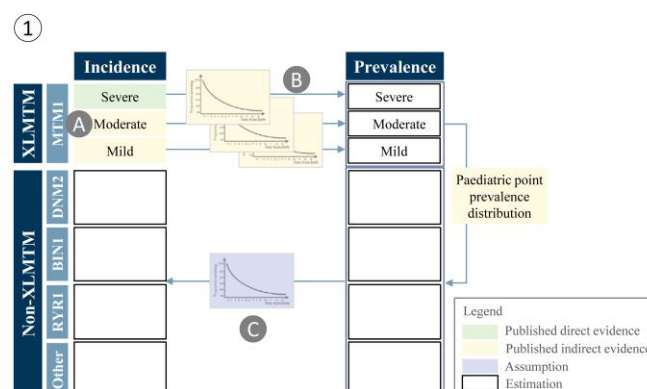 ①
Incidence
Prevalence
XLMTM
MTM1
Severe
Moderate
Mild
A
B
Severe
Moderate
Mild
Paediatric point
prevalence
distribution
Non-XLMTM
DNM2
BIN1
RYR1
Other
C
Legend
Published direct evidence
Published indirect evidence
Assumption
Estimation